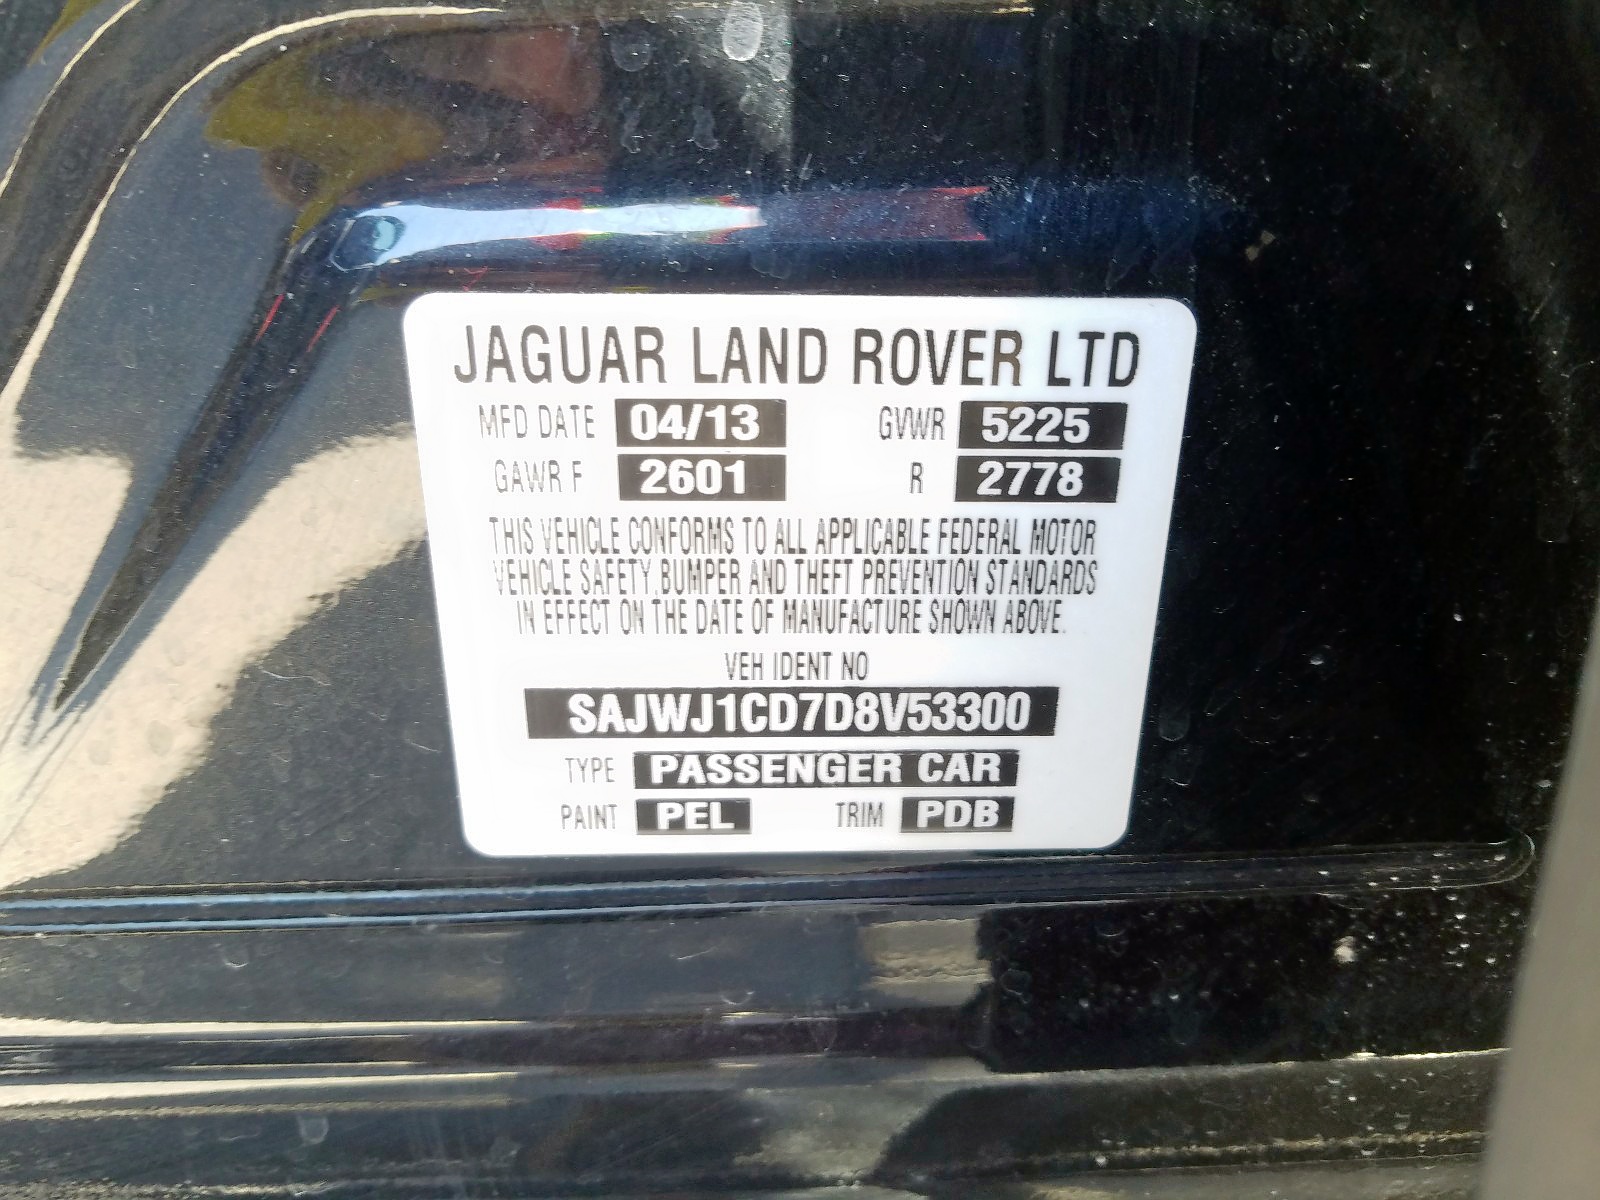 JAGUAR LAND ROVER LTD
MFD DATE 04/13 GVWR 5225
GAWR F 2601 R 2778
THIS VEHICLE CONFORMS TO ALL APPLICABLE FEDERAL MOTOR
VEHICLE SAFETY, BUMPER AND THEFT PREVENTION STANDARDS
IN EFFECT ON THE DATE OF MANUFACTURE SHOWN ABOVE.
VEH IDENT NO
SAJWJ1CD7D8V53300
TYPE PASSENGER CAR
PAINT PEL TRIM PDB